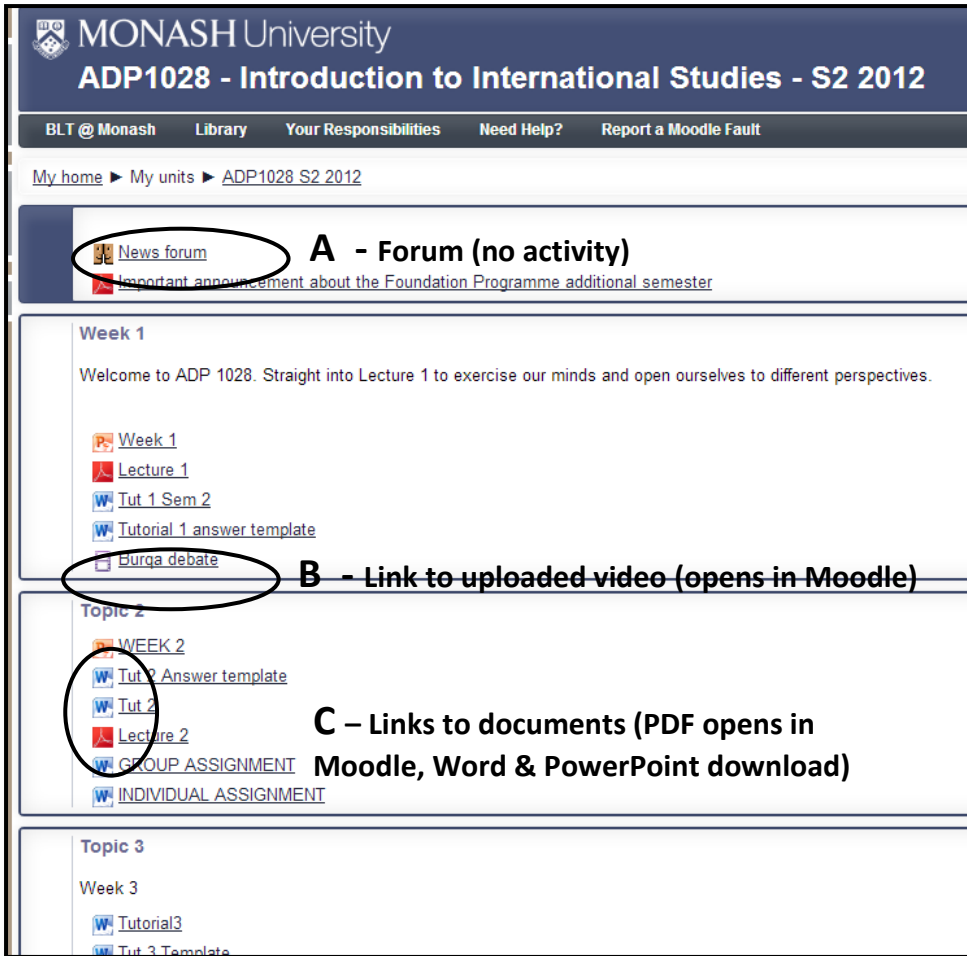 MONASH University
ADP1028 - Introduction to International Studies - S2 2012
BLT @ Monash Library Your Responsibilities Need Help? Report a Moodle Fault
My home ► My units ► ADP1028 S2 2012
News forum A - Forum (no activity)
Important announcement about the Foundation Programme additional semester
Week 1
Welcome to ADP 1028. Straight into Lecture 1 to exercise our minds and open ourselves to different perspectives.
Week 1
Lecture 1
Tut 1 Sem 2
Tutorial 1 answer template
Burqa debate
B - Link to uploaded video (opens in Moodle)
Topic 2
WEEK 2
Tut 2 Answer template
Tut 2
Lecture 2
GROUP ASSIGNMENT
INDIVIDUAL ASSIGNMENT
C – Links to documents (PDF opens in
Moodle, Word & PowerPoint download)
Topic 3
Week 3
Tutorial3
Tut 3 Template